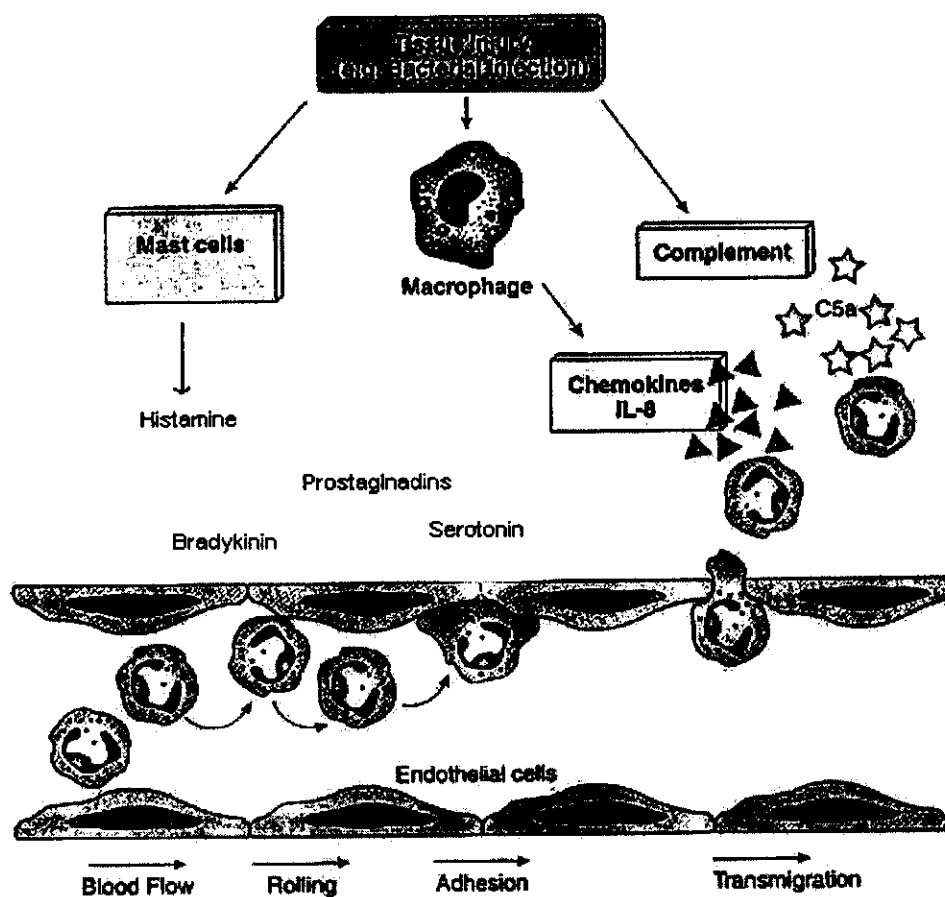 Tissue Injury
(e.g. Bacterial Infection)
Mast cells
Macrophage
Complement
C5a
Chemokines
IL-8
Histamine
Prostaginadins
Bradykinin
Serotonin
Endothelial cells
Blood Flow
Rolling
Adhesion
Transmigration